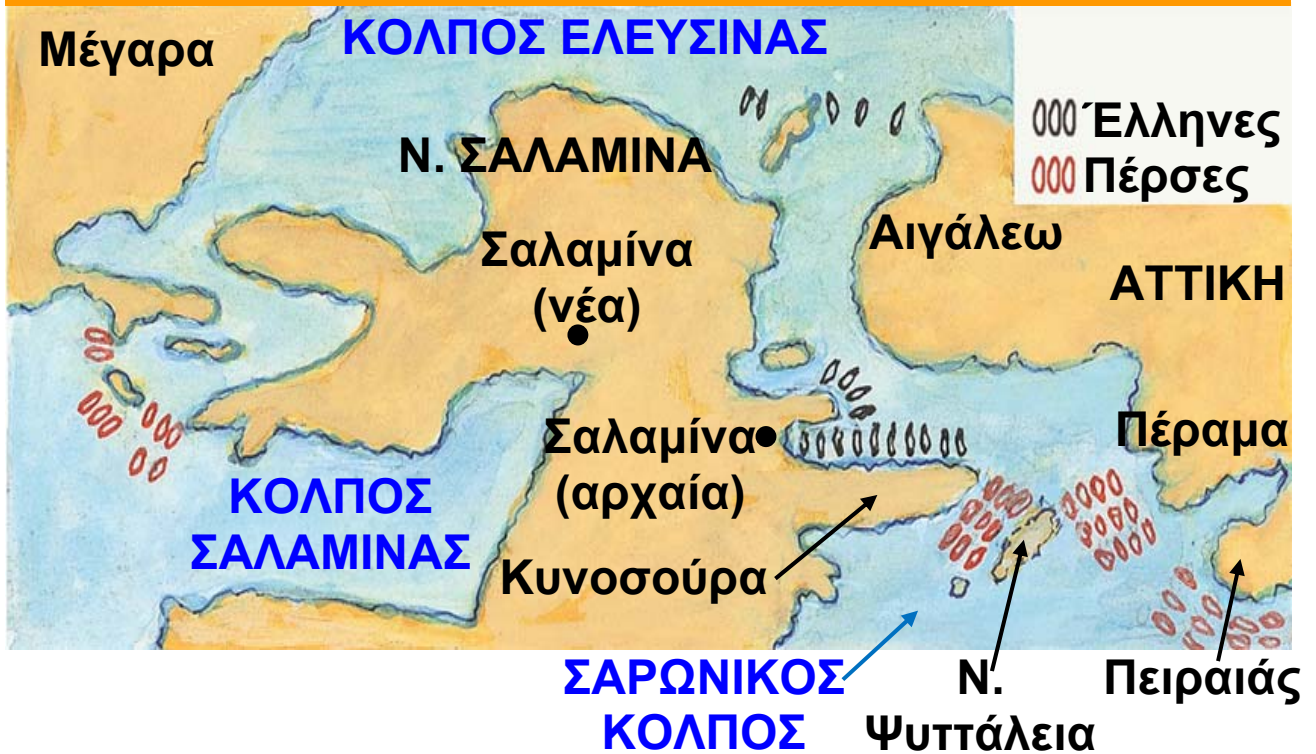 Μέγαρα
ΚΟΛΠΟΣ ΕΛΕΥΣΙΝΑΣ
Έλληνες
Πέρσες
Ν. ΣΑΛΑΜΙΝΑ
Αιγάλεω
Σαλαμίνα
(νέα)
ΑΤΤΙΚΗ
Σαλαμίνα
(αρχαία)
Πέραμα
ΚΟΛΠΟΣ
ΣΑΛΑΜΙΝΑΣ
Κυνοσούρα
ΣΑΡΩΝΙΚΟΣ
ΚΟΛΠΟΣ
Ν.
Ψυττάλεια
Πειραιάς